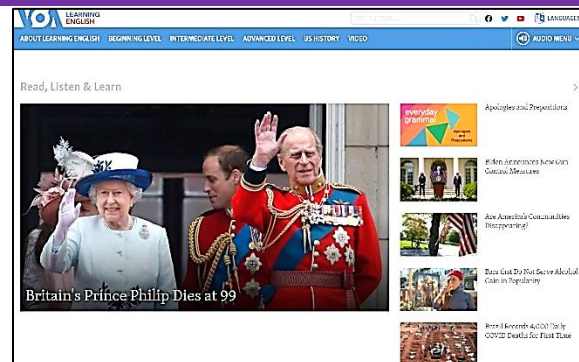 VOA LEARNING
ENGLISH
LANGUAGES
ABOUT LEARNING ENGLISH BEGINNING LEVEL INTERMEDIATE LEVEL ADVANCED LEVEL US HISTORY VIDEO AUDIO MENU
Read, Listen & Learn
everyday
grammar
Apologies
and
Prepositions
Apologies and Prepositions
Biden Announces New Gun
Control Measures
Are America's Communities
Disappearing?
Bars that Do Not Serve Alcohol
Gain in Popularity
Brazil Records 4,000 Daily
COVID Deaths for First Time
Britain's Prince Philip Dies at 99